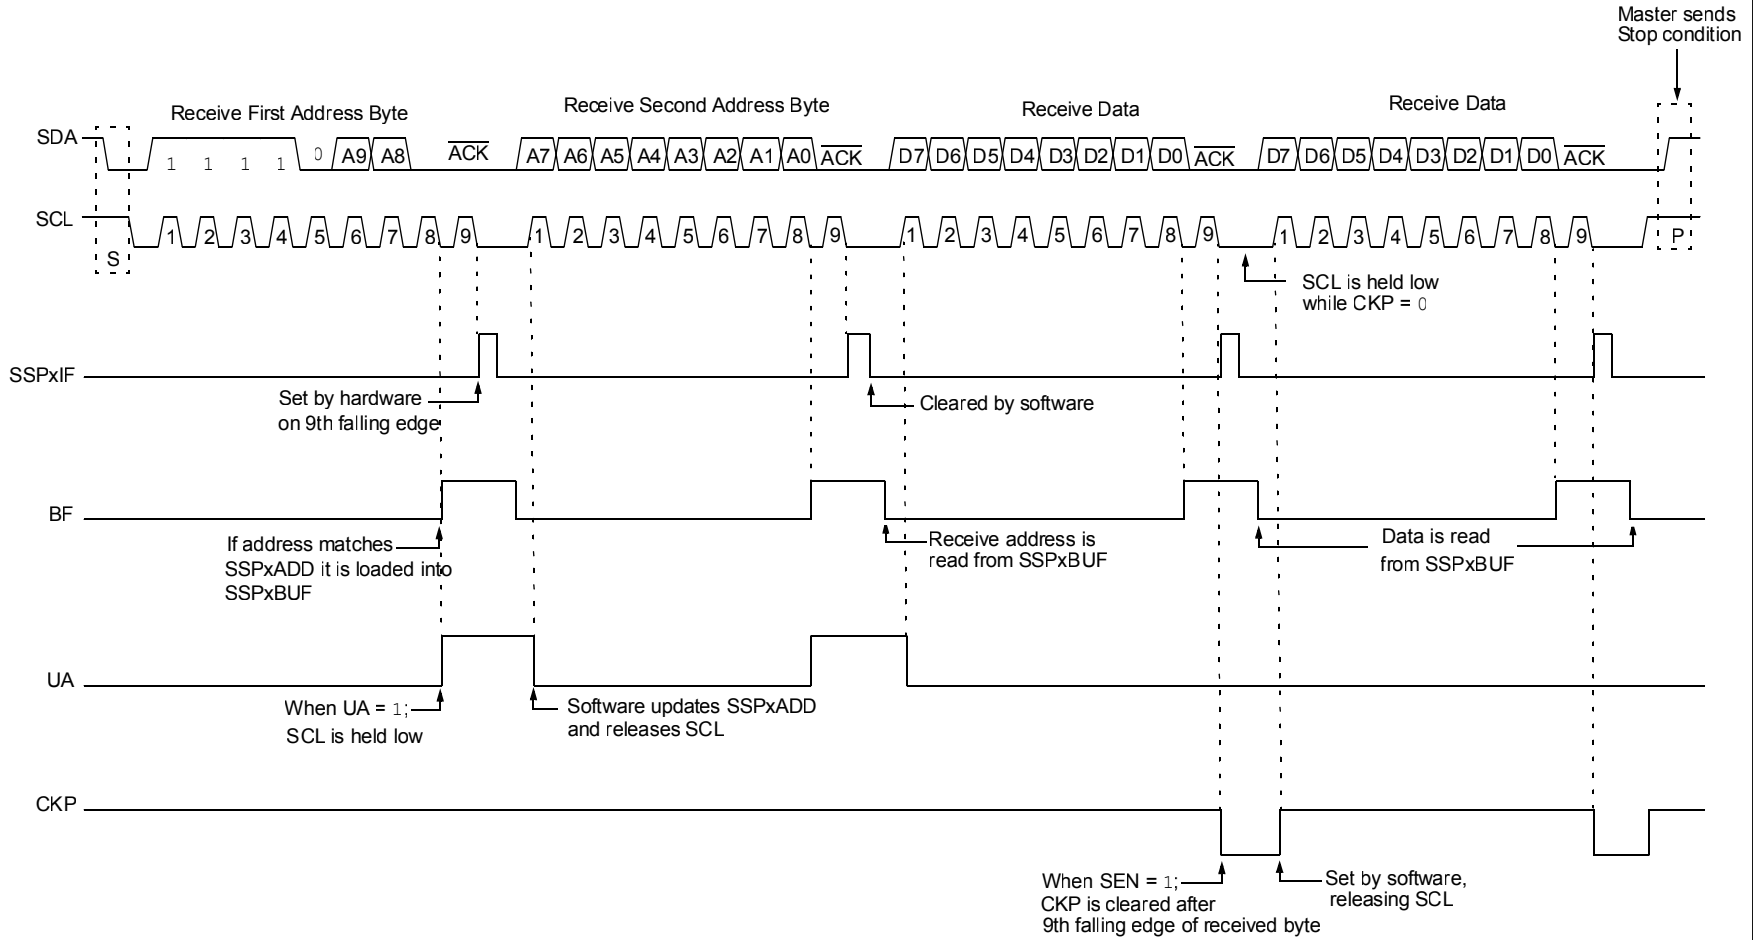 Master sends
Stop condition
Receive First Address Byte
Receive Second Address Byte
Receive Data
Receive Data
SDA
1 1 1 1 0 A9 A8 ACK A7 A6 A5 A4 A3 A2 A1 A0 ACK D7 D6 D5 D4 D3 D2 D1 D0 ACK D7 D6 D5 D4 D3 D2 D1 D0 ACK
SCL
1 2 3 4 5 6 7 8 9 1 2 3 4 5 6 7 8 9 1 2 3 4 5 6 7 8 9 1 2 3 4 5 6 7 8 9
S
P
SCL is held low
while CKP = 0
SSPxIF
Set by hardware
on 9th falling edge
Cleared by software
BF
If address matches
SSPxADD it is loaded into
SSPxBUF
Receive address is
read from SSPxBUF
Data is read
from SSPxBUF
UA
When UA = 1;
SCL is held low
Software updates SSPxADD
and releases SCL
CKP
When SEN = 1;
CKP is cleared after
9th falling edge of received byte
Set by software,
releasing SCL